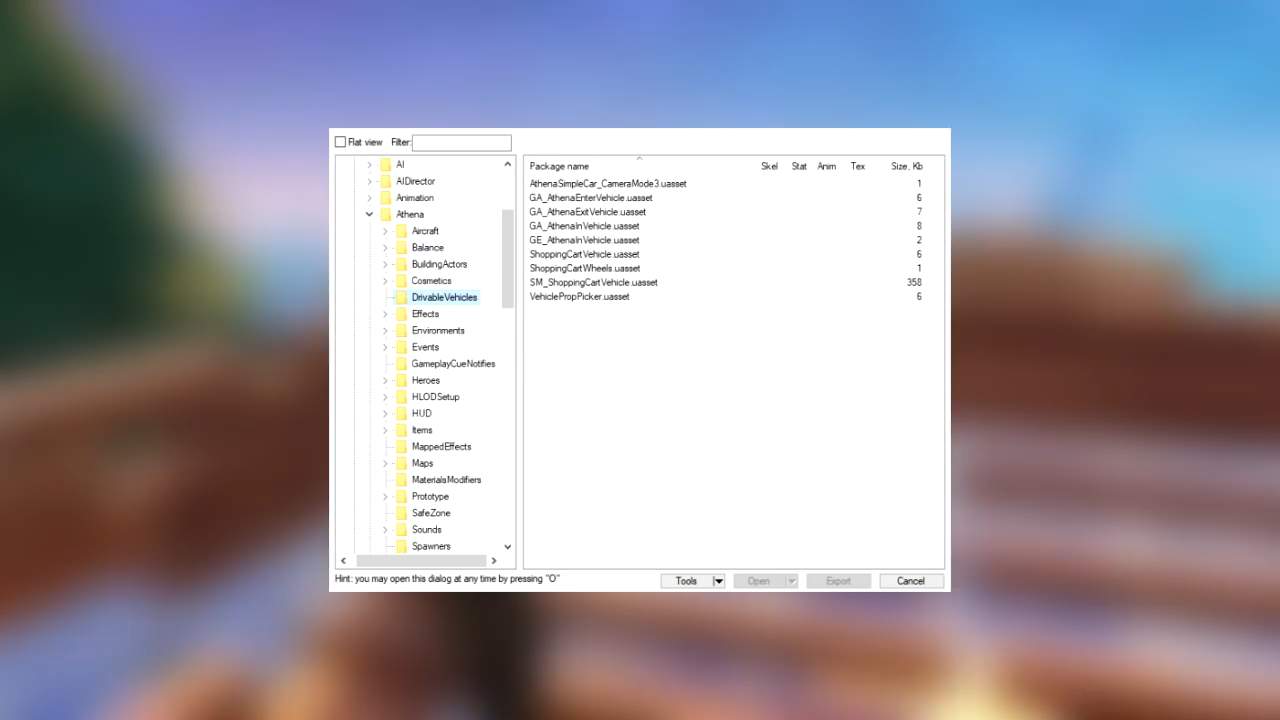 Flat view Filter:
AI
AIDirector
Animation
Athena
Aircraft
Balance
BuildingActors
Cosmetics
DrivableVehicles
Effects
Environments
Events
GameplayCueNotifies
Heroes
HLODSetup
HUD
Items
MappedEffects
Maps
MaterialsModifiers
Prototype
SafeZone
Sounds
Spawners
Package name Skel Stat Anim Tex Size, Kb
AthenaSimpleCar_CameraMode3.uasset 1
GA_AthenaEnterVehicle.uasset 6
GA_AthenaExitVehicle.uasset 7
GA_AthenaInVehicle.uasset 8
GE_AthenaInVehicle.uasset 2
ShoppingCartVehicle.uasset 6
ShoppingCartWheels.uasset 1
SM_ShoppingCartVehicle.uasset 358
VehiclePropPicker.uasset 6
Hint: you may open this dialog at any time by pressing "O"
Tools Open Export Cancel